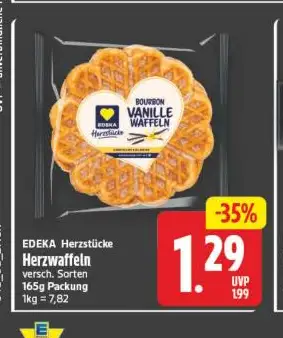 BOURBON
VANILLE
WAFFELN
EDEKA
Herzstücke
EDEKA Herzstücke
Herzwaffeln
versch. Sorten
165g Packung
1kg = 7,82
-35%
1.29
UVP
1.99
E